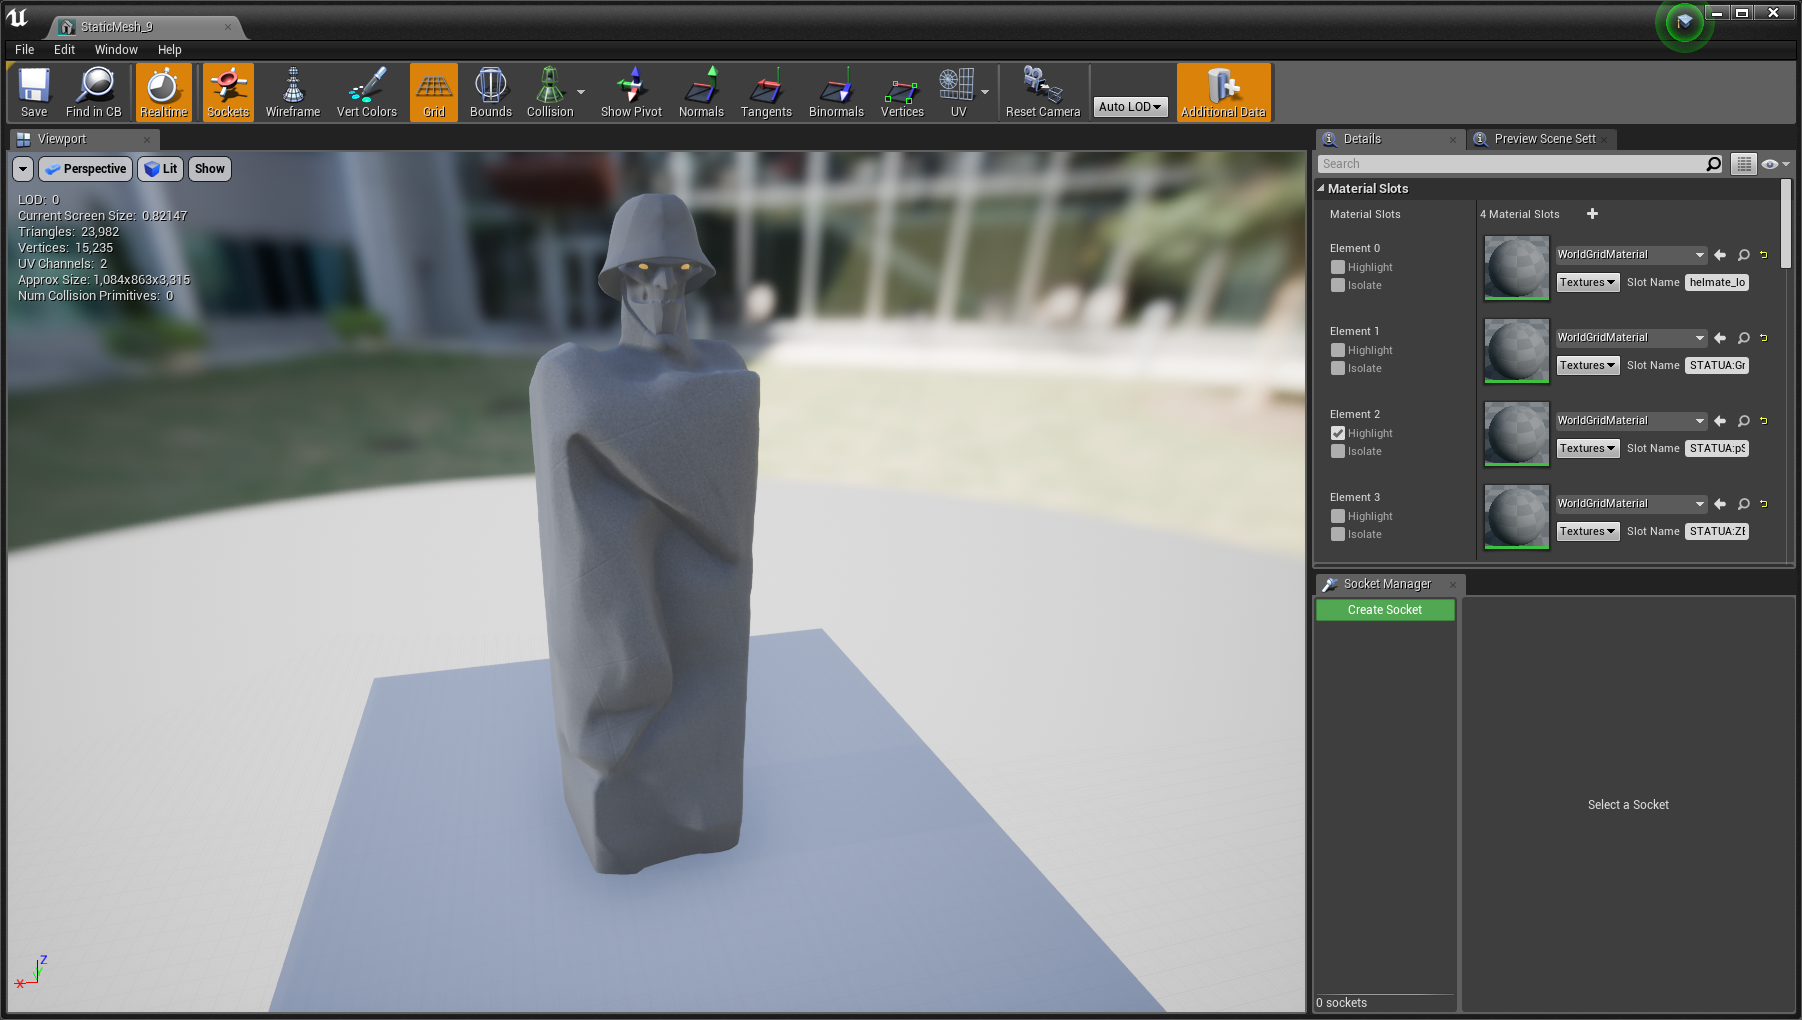 StaticMesh_9
File Edit Window Help
Save Find in CB Realtime Sockets Wireframe Vert Colors Grid Bounds Collision Show Pivot Normals Tangents Binormals Vertices UV Reset Camera Auto LOD Additional Data
Viewport
Perspective Lit Show
LOD: 0
Current Screen Size: 0.82147
Triangles: 23,982
Vertices: 15,235
UV Channels: 2
Approx Size: 1,084x863x3,315
Num Collision Primitives: 0
Z
Y
X
Details Preview Scene Sett
Search
Material Slots
Material Slots 4 Material Slots
Element 0 WorldGridMaterial
Highlight
Isolate Textures Slot Name helmate_lo
Element 1 WorldGridMaterial
Highlight
Isolate Textures Slot Name STATUA:Gr
Element 2 WorldGridMaterial
Highlight
Isolate Textures Slot Name STATUA:pS
Element 3 WorldGridMaterial
Highlight
Isolate Textures Slot Name STATUA:ZB
Socket Manager
Create Socket
Select a Socket
0 sockets